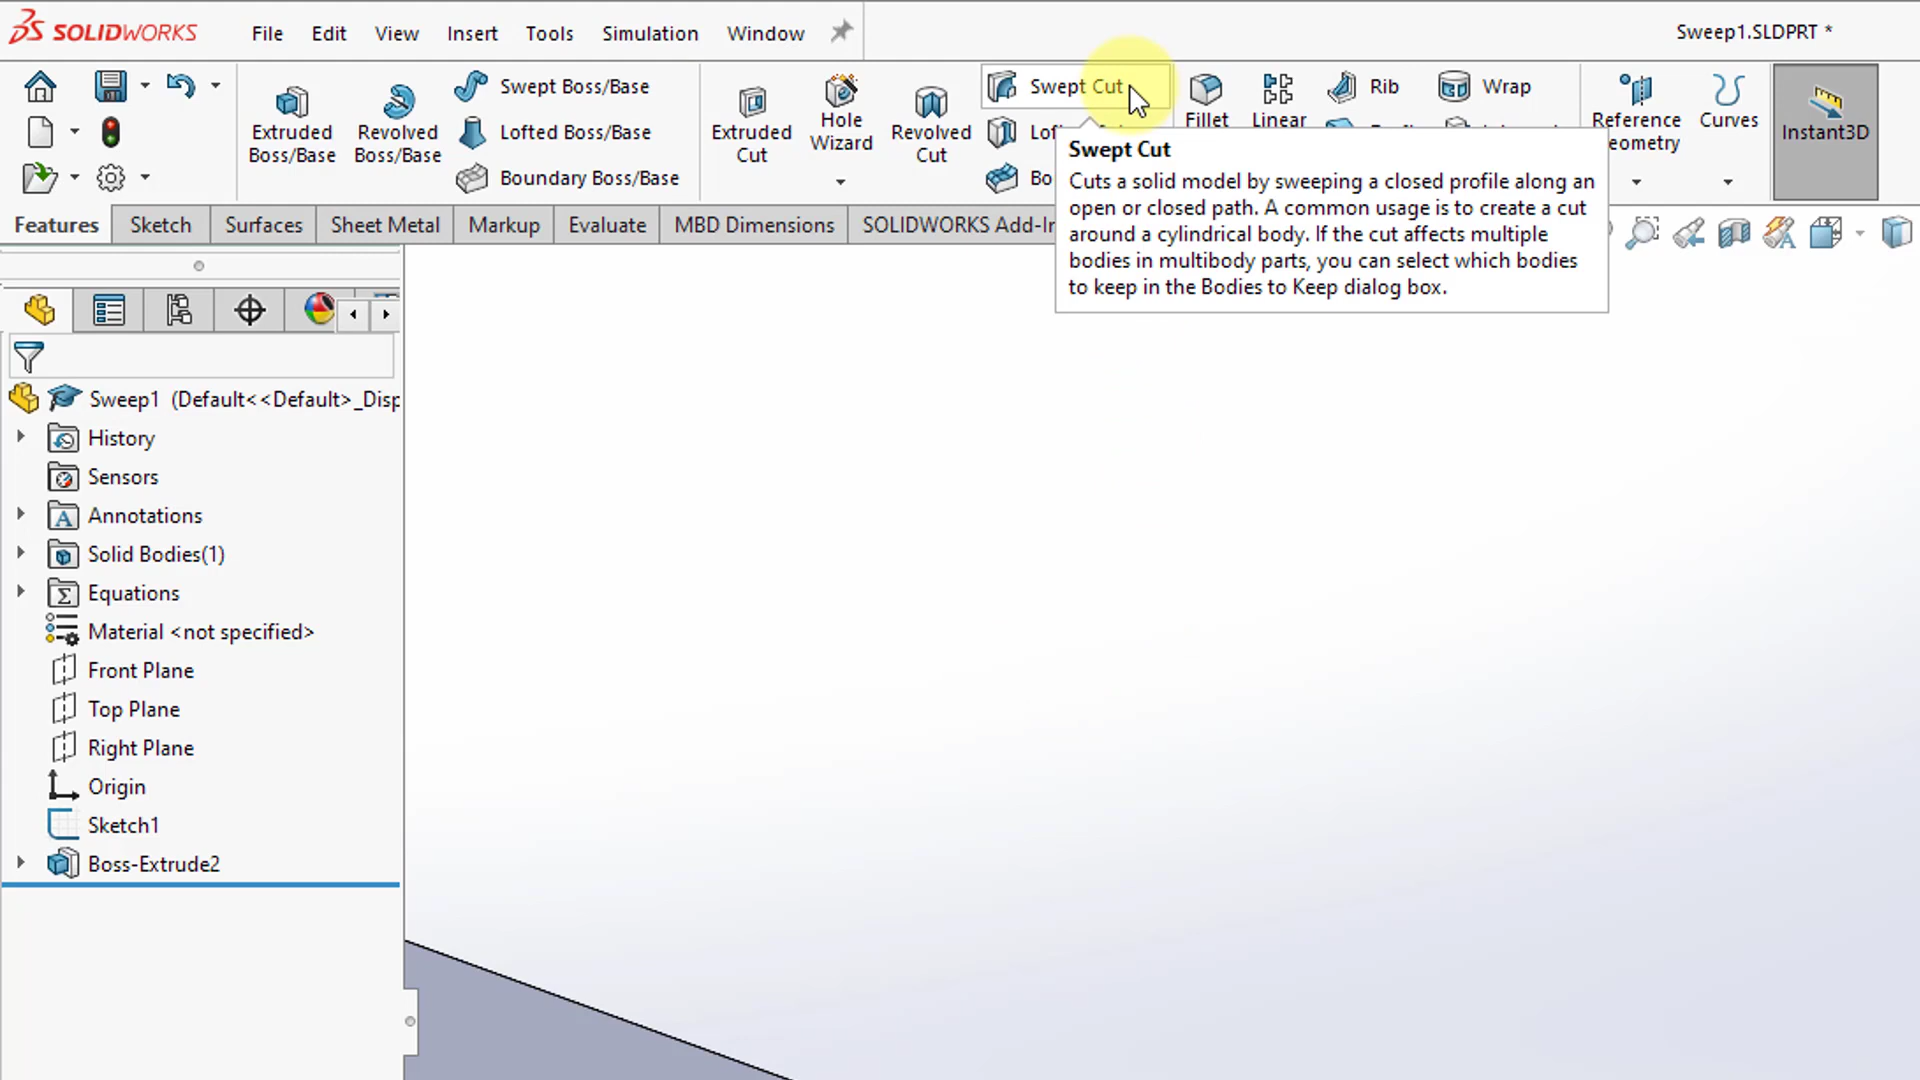 SOLIDWORKS
File Edit View Insert Tools Simulation Window
Sweep1.SLDPRT *
Extruded
Boss/Base
Revolved
Boss/Base
Swept Boss/Base
Lofted Boss/Base
Boundary Boss/Base
Extruded
Cut
Hole
Wizard
Revolved
Cut
Swept Cut
Fillet
Linear
Rib
Wrap
Reference
Curves
Instant3D
Swept Cut
Cuts a solid model by sweeping a closed profile along an
open or closed path. A common usage is to create a cut
around a cylindrical body. If the cut affects multiple
bodies in multibody parts, you can select which bodies
to keep in the Bodies to Keep dialog box.
Features Sketch Surfaces Sheet Metal Markup Evaluate MBD Dimensions SOLIDWORKS Add-In
Sweep1 (Default<<Default>_Disp
History
Sensors
Annotations
Solid Bodies(1)
Equations
Material <not specified>
Front Plane
Top Plane
Right Plane
Origin
Sketch1
Boss-Extrude2